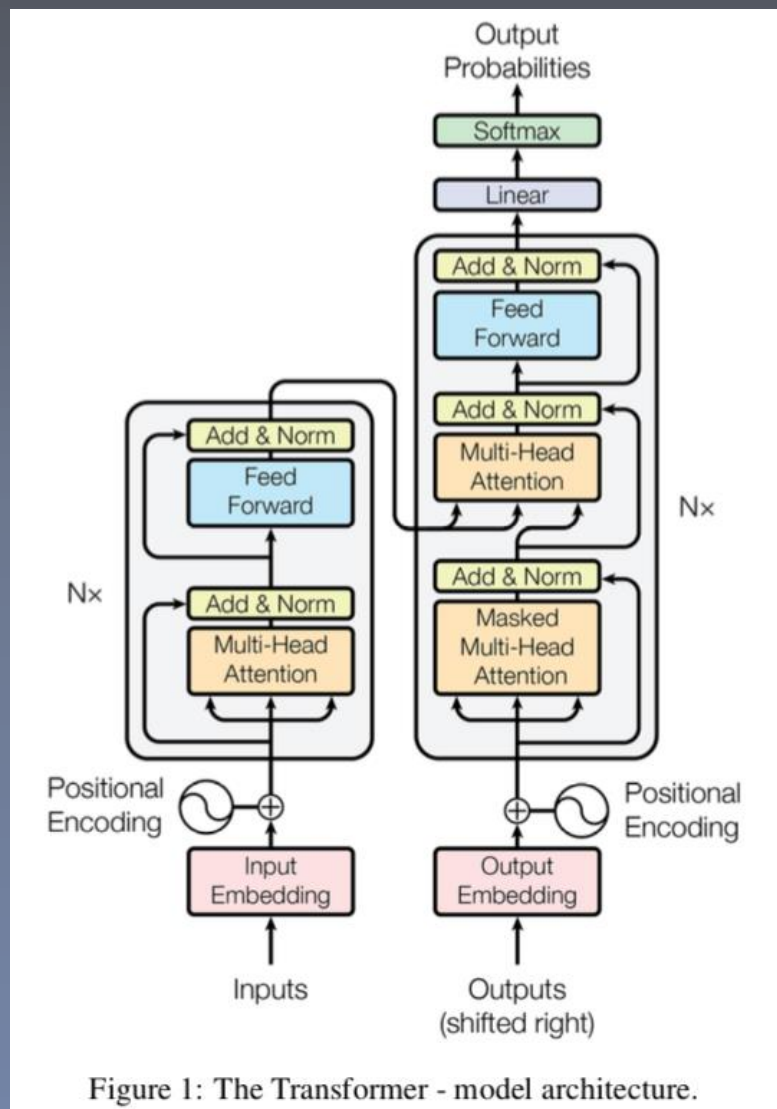 Output
Probabilities
Softmax
Linear
Add & Norm
Feed
Forward
Add & Norm
Multi-Head
Attention
Nx
Add & Norm
Masked
Multi-Head
Attention
Add & Norm
Feed
Forward
Nx
Add & Norm
Multi-Head
Attention
Positional
Encoding
Positional
Encoding
Input
Embedding
Output
Embedding
Inputs
Outputs
(shifted right)
Figure 1: The Transformer - model architecture.